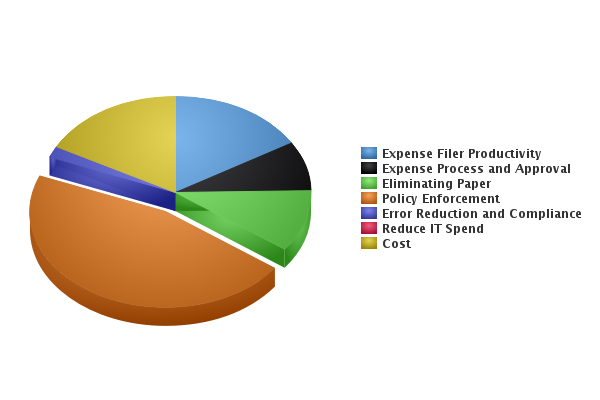 Expense Filer Productivity
Expense Process and Approval
Eliminating Paper
Policy Enforcement
Error Reduction and Compliance
Reduce IT Spend
Cost